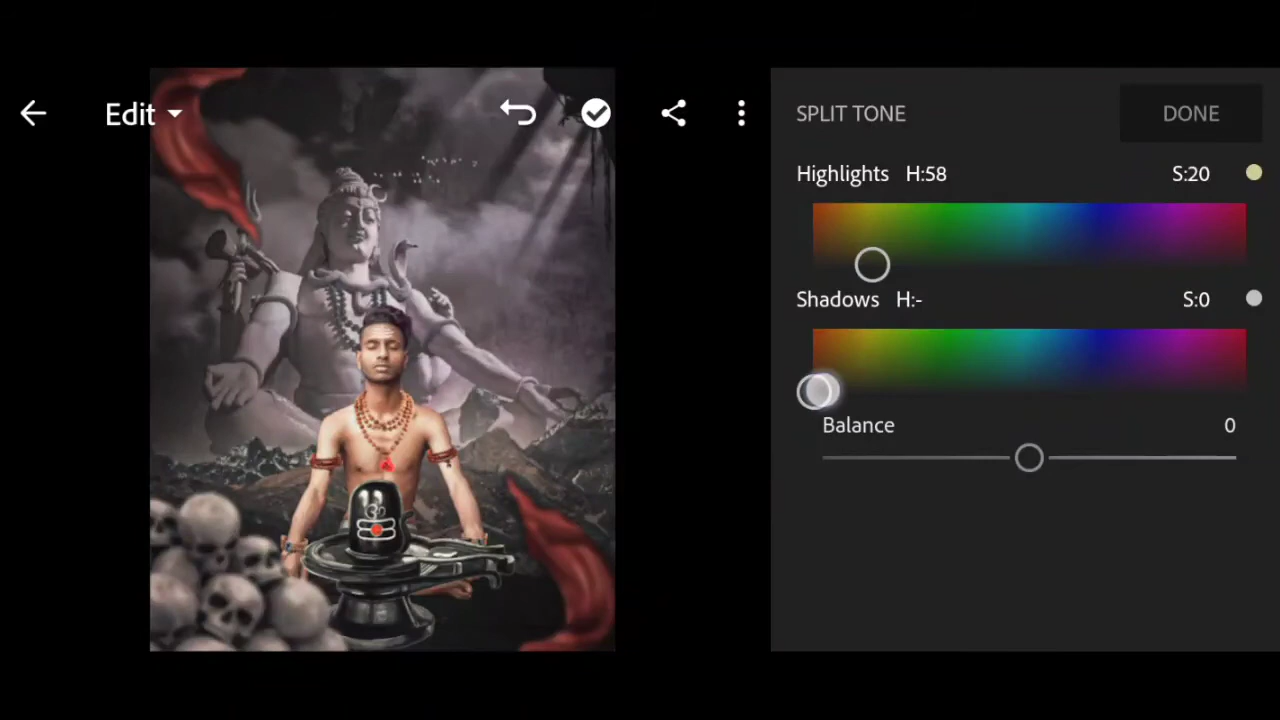 Edit
SPLIT TONE
DONE
Highlights H:58 S:20
Shadows H:- S:0
Balance 0
ॐ